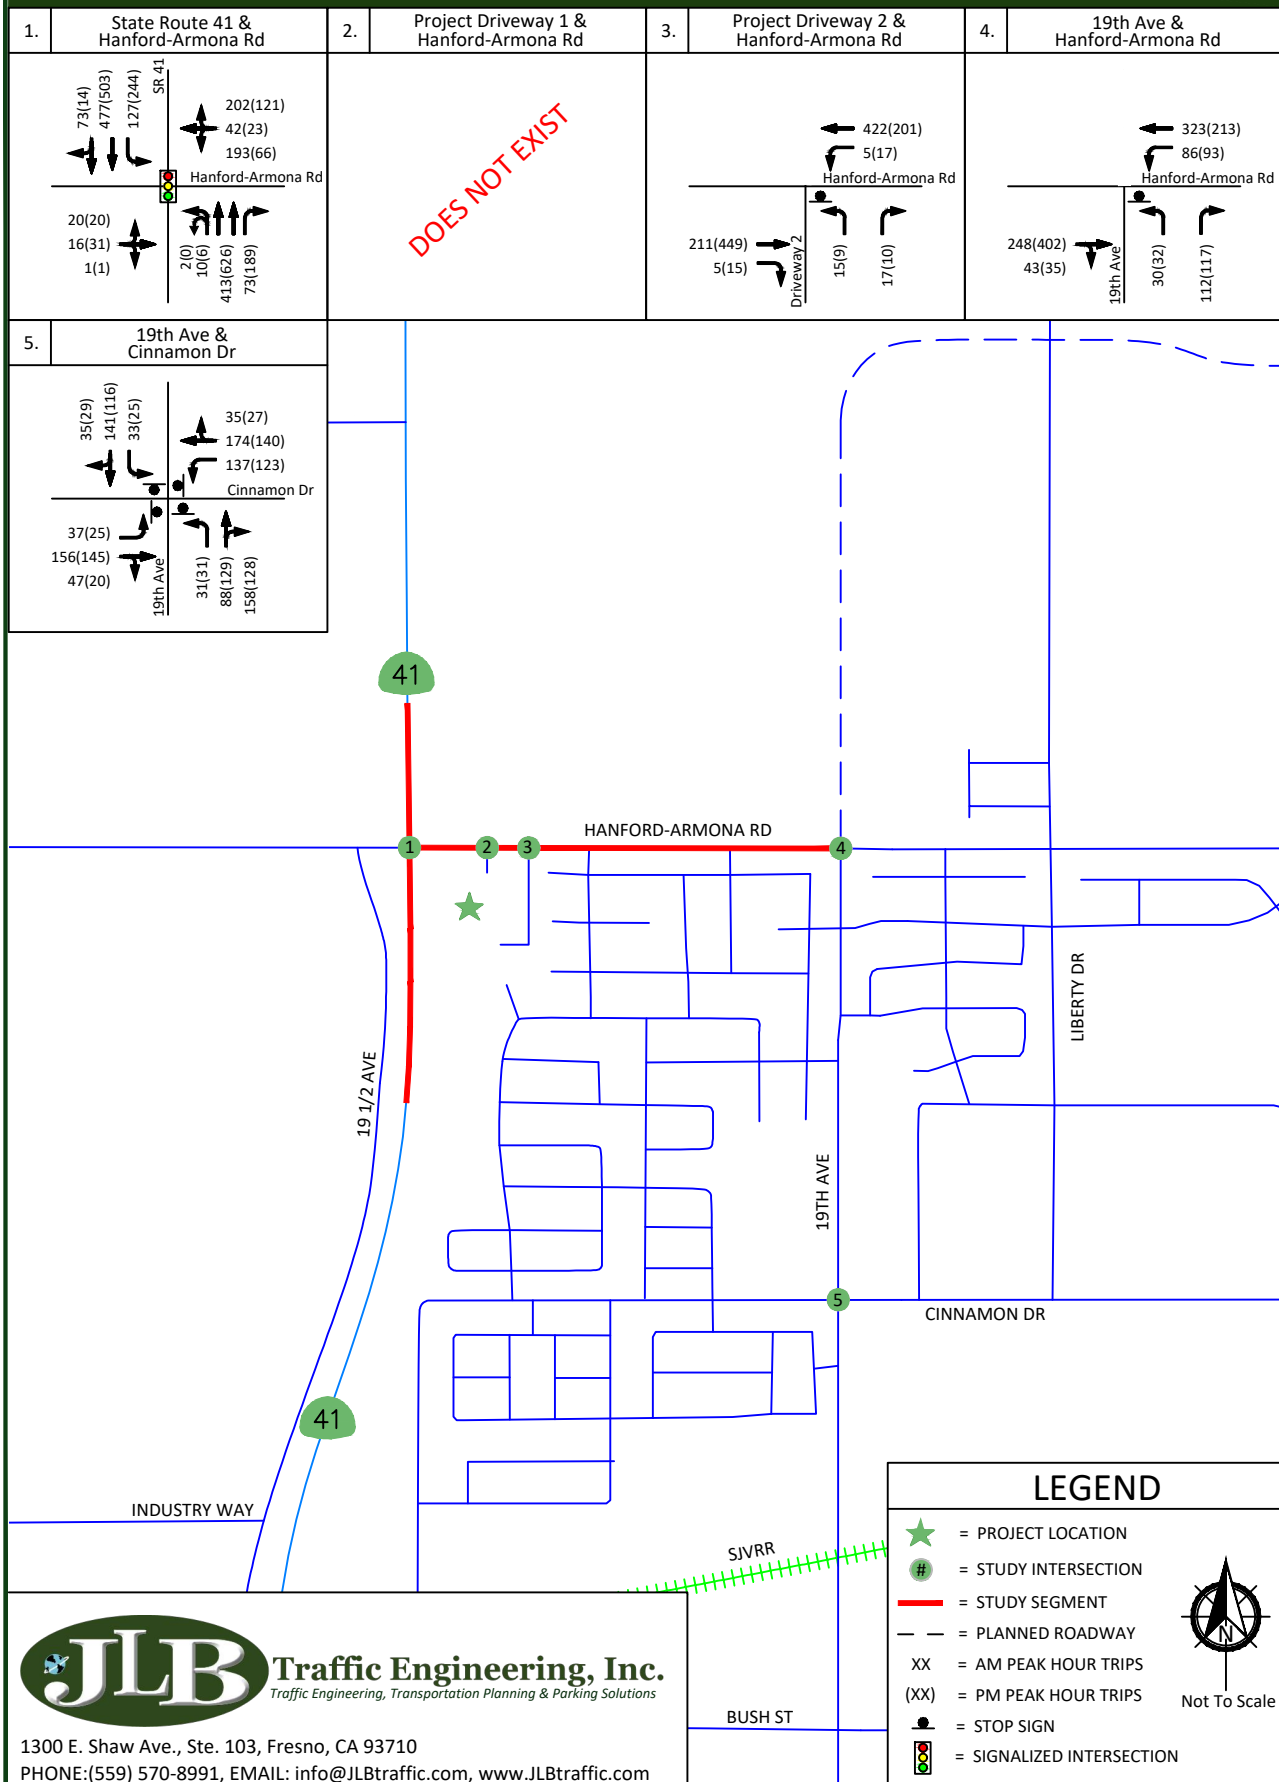 1.
State Route 41 &
Hanford-Armona Rd
2.
Project Driveway 1 &
Hanford-Armona Rd
3.
Project Driveway 2 &
Hanford-Armona Rd
4.
19th Ave &
Hanford-Armona Rd
73(14)
477(503)
127(244)
SR 41
202(121)
42(23)
193(66)
Hanford-Armona Rd
20(20)
16(31)
1(1)
2(0)
10(6)
413(626)
73(189)
DOES NOT EXIST
422(201)
5(17)
Hanford-Armona Rd
211(449)
5(15)
Driveway 2
15(9)
17(10)
323(213)
86(93)
Hanford-Armona Rd
248(402)
43(35)
19th Ave
30(32)
112(117)
5.
19th Ave &
Cinnamon Dr
35(29)
141(116)
33(25)
35(27)
174(140)
137(123)
Cinnamon Dr
37(25)
156(145)
47(20)
19th Ave
31(31)
88(129)
158(128)
41
HANFORD-ARMONA RD
1
2
3
4
LIBERTY DR
19 1/2 AVE
19TH AVE
5
CINNAMON DR
41
INDUSTRY WAY
SJVRR
BUSH ST
LEGEND
= PROJECT LOCATION
# = STUDY INTERSECTION
= STUDY SEGMENT
= PLANNED ROADWAY
XX = AM PEAK HOUR TRIPS
(XX) = PM PEAK HOUR TRIPS
= STOP SIGN
= SIGNALIZED INTERSECTION
N
Not To Scale
JLB
Traffic Engineering, Inc.
Traffic Engineering, Transportation Planning & Parking Solutions
1300 E. Shaw Ave., Ste. 103, Fresno, CA 93710
PHONE:(559) 570-8991, EMAIL: info@JLBtraffic.com, www.JLBtraffic.com